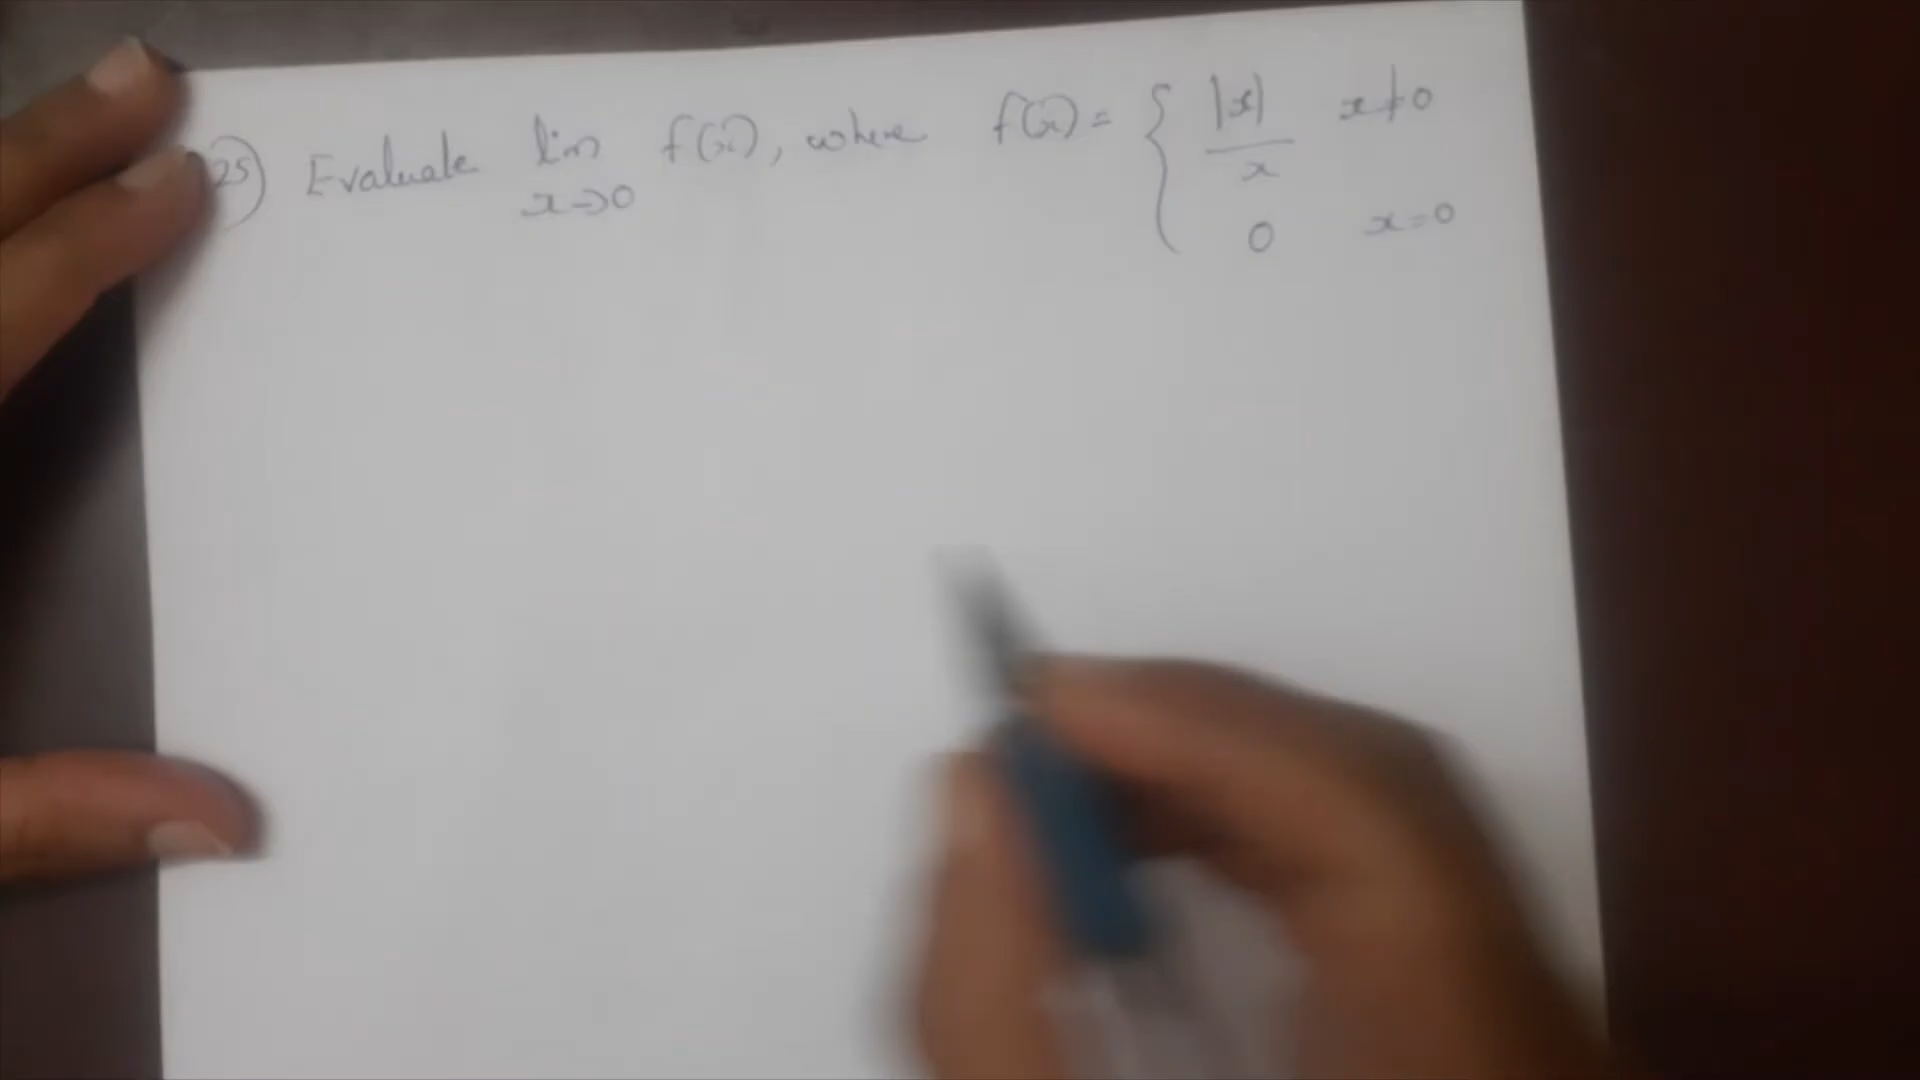 25) Evaluate lim f(x), where f(x) = { |x| x≠0
x→0 x
0 x=0